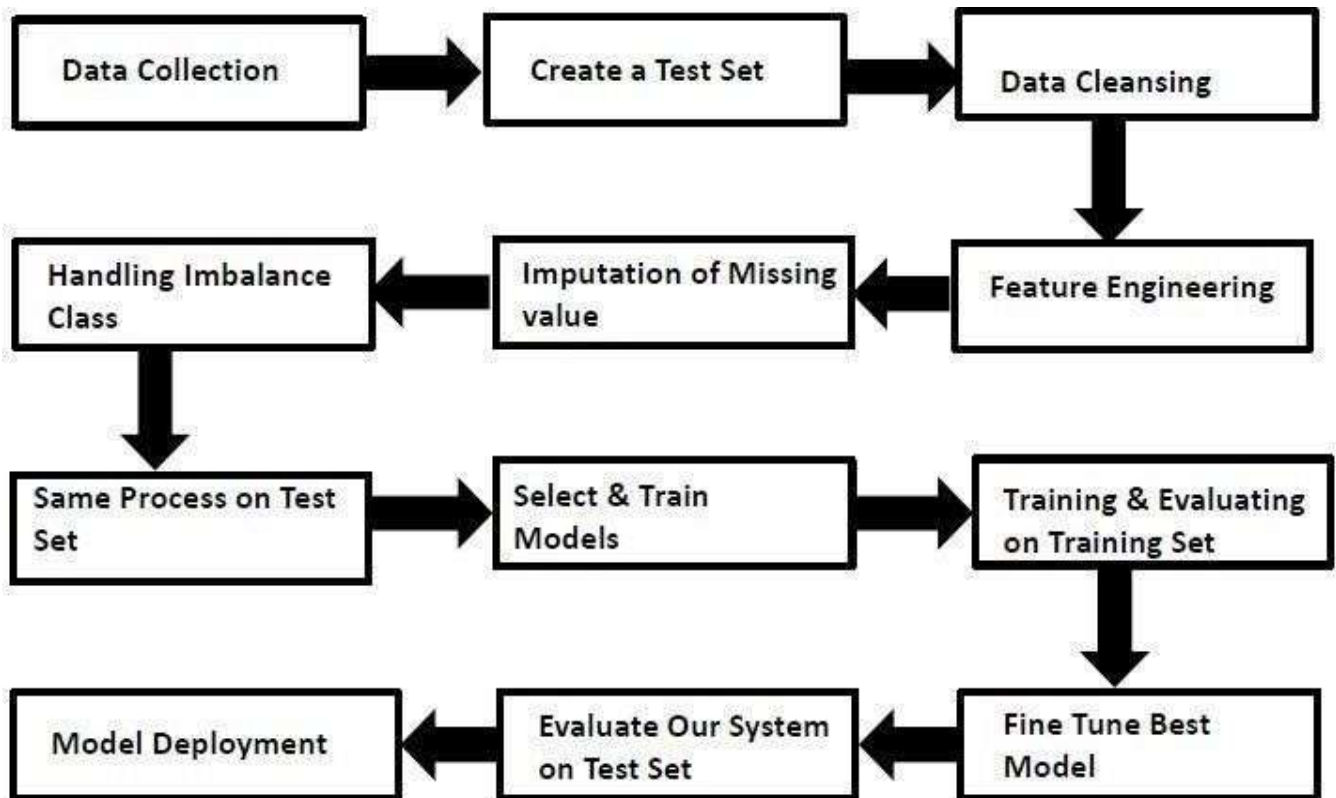 Data Collection
Create a Test Set
Data Cleansing
Feature Engineering
Imputation of Missing
value
Handling Imbalance
Class
Same Process on Test
Set
Select & Train
Models
Training & Evaluating
on Training Set
Fine Tune Best
Model
Evaluate Our System
on Test Set
Model Deployment